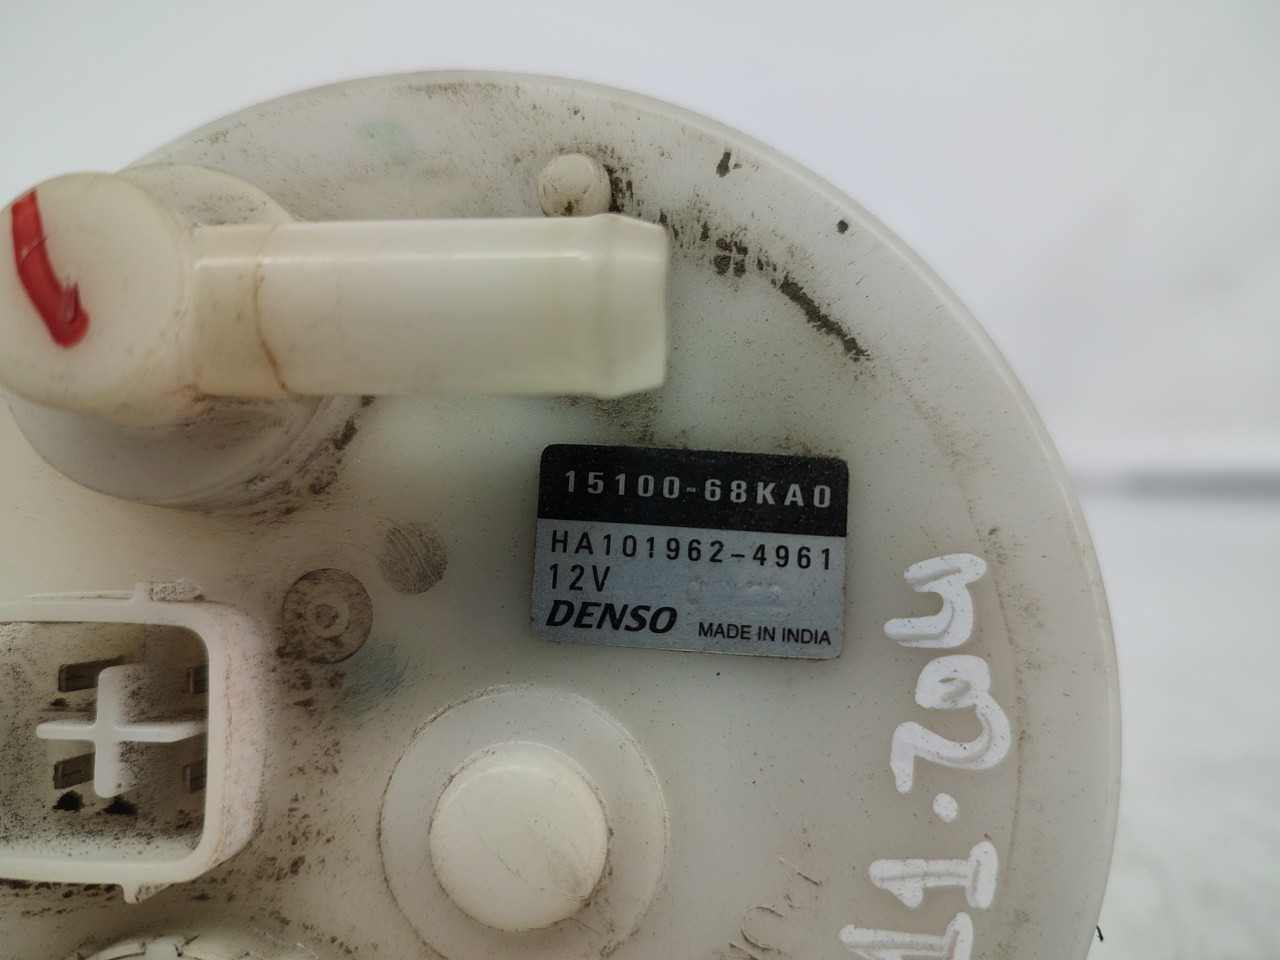 15100-68KA0
HA101962-4961
12V
DENSO MADE IN INDIA